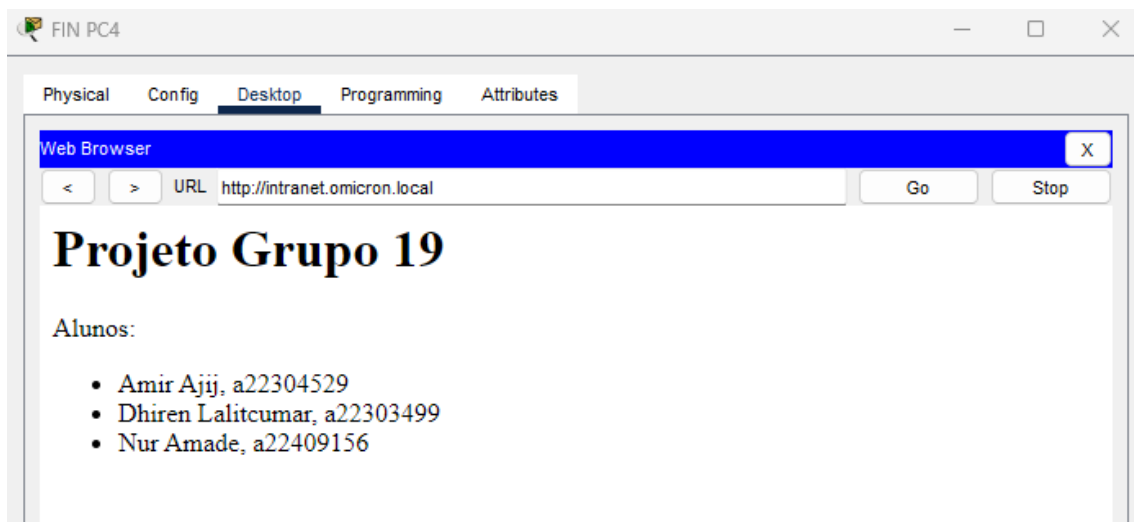 FIN PC4
Physical Config Desktop Programming Attributes
Web Browser X
< > URL http://intranet.omicron.local Go Stop
Projeto Grupo 19
Alunos:
• Amir Ajij, a22304529
• Dhiren Lalitcumar, a22303499
• Nur Amade, a22409156